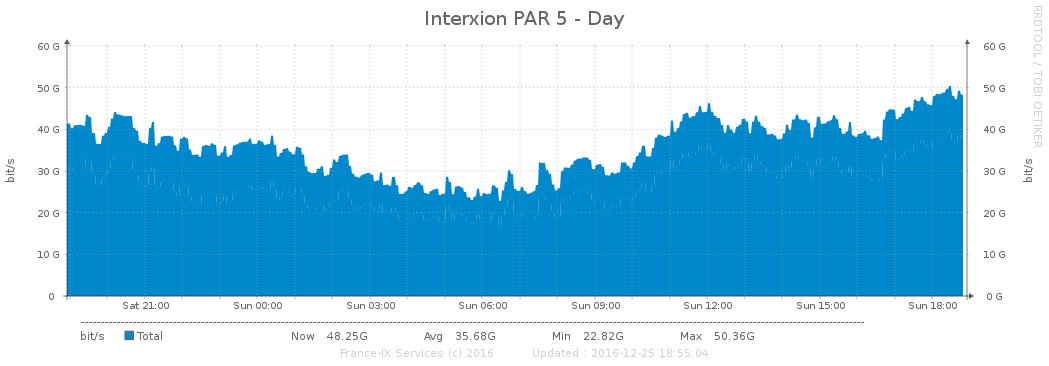 Interxion PAR 5 - Day
RRDTOOL / TOBI OETIKER
60 G 60 G
50 G 50 G
40 G 40 G
30 G 30 G
20 G 20 G
10 G 10 G
0 0 G
bit/s
bit/s
Sat 21:00 Sun 00:00 Sun 03:00 Sun 06:00 Sun 09:00 Sun 12:00 Sun 15:00 Sun 18:00
bit/s Total Now 48.25G Avg 35.68G Min 22.82G Max 50.36G
France-IX Services (c) 2016 Updated : 2016-12-25 18:55:04